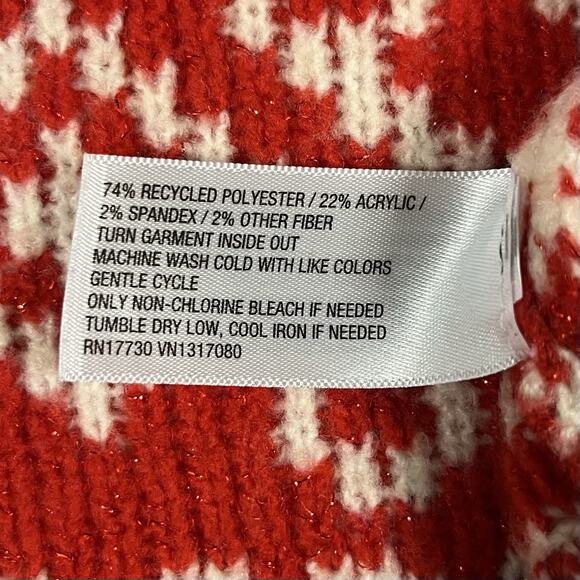 74% RECYCLED POLYESTER / 22% ACRYLIC /
2% SPANDEX / 2% OTHER FIBER
TURN GARMENT INSIDE OUT
MACHINE WASH COLD WITH LIKE COLORS
GENTLE CYCLE
ONLY NON-CHLORINE BLEACH IF NEEDED
TUMBLE DRY LOW, COOL IRON IF NEEDED
RN17730 VN1317080